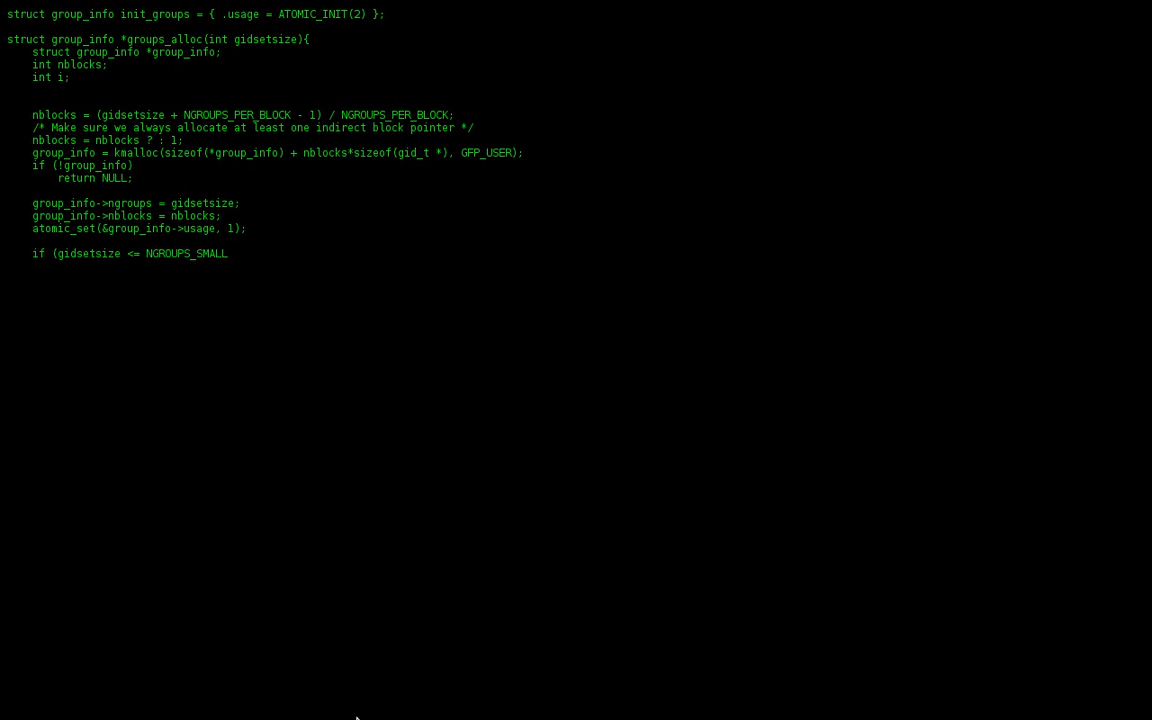 struct group_info init_groups = { .usage = ATOMIC_INIT(2) };
struct group_info *groups_alloc(int gidsetsize){
struct group_info *group_info;
int nblocks;
int i;
nblocks = (gidsetsize + NGROUPS_PER_BLOCK - 1) / NGROUPS_PER_BLOCK;
/* Make sure we always allocate at least one indirect block pointer */
nblocks = nblocks ? : 1;
group_info = kmalloc(sizeof(*group_info) + nblocks*sizeof(gid_t *), GFP_USER);
if (!group_info)
return NULL;
group_info->ngroups = gidsetsize;
group_info->nblocks = nblocks;
atomic_set(&group_info->usage, 1);
if (gidsetsize <= NGROUPS_SMALL